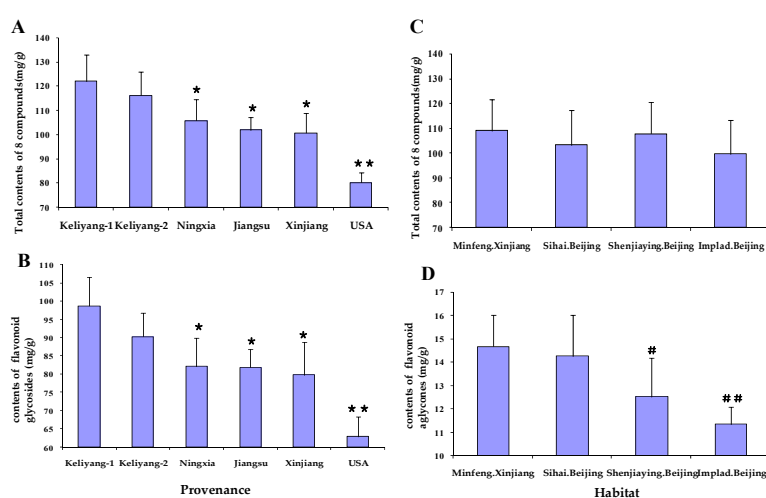 A
Total contents of 8 compounds(mg/g)
140
130
120
110
100
90
80
70
*
*
*
**
Keliyang-1 Keliyang-2 Ningxia Jiangsu Xinjiang USA
B
contents of flavonoid
glycosides (mg/g)
110
105
100
95
90
85
80
75
70
65
60
*
*
*
**
Keliyang-1 Keliyang-2 Ningxia Jiangsu Xinjiang USA
Provenance
C
Total contents of 8 compounds(mg/g)
140
130
120
110
100
90
80
70
Minfeng.Xinjiang Sihai.Beijing Shenjiaying.Beijing Implad.Beijing
D
contents of flavonoid
aglycones (mg/g)
17
16
15
14
13
12
11
10
#
##
Minfeng.Xinjiang Sihai.Beijing Shenjiaying.Beijing Implad.Beijing
Habitat